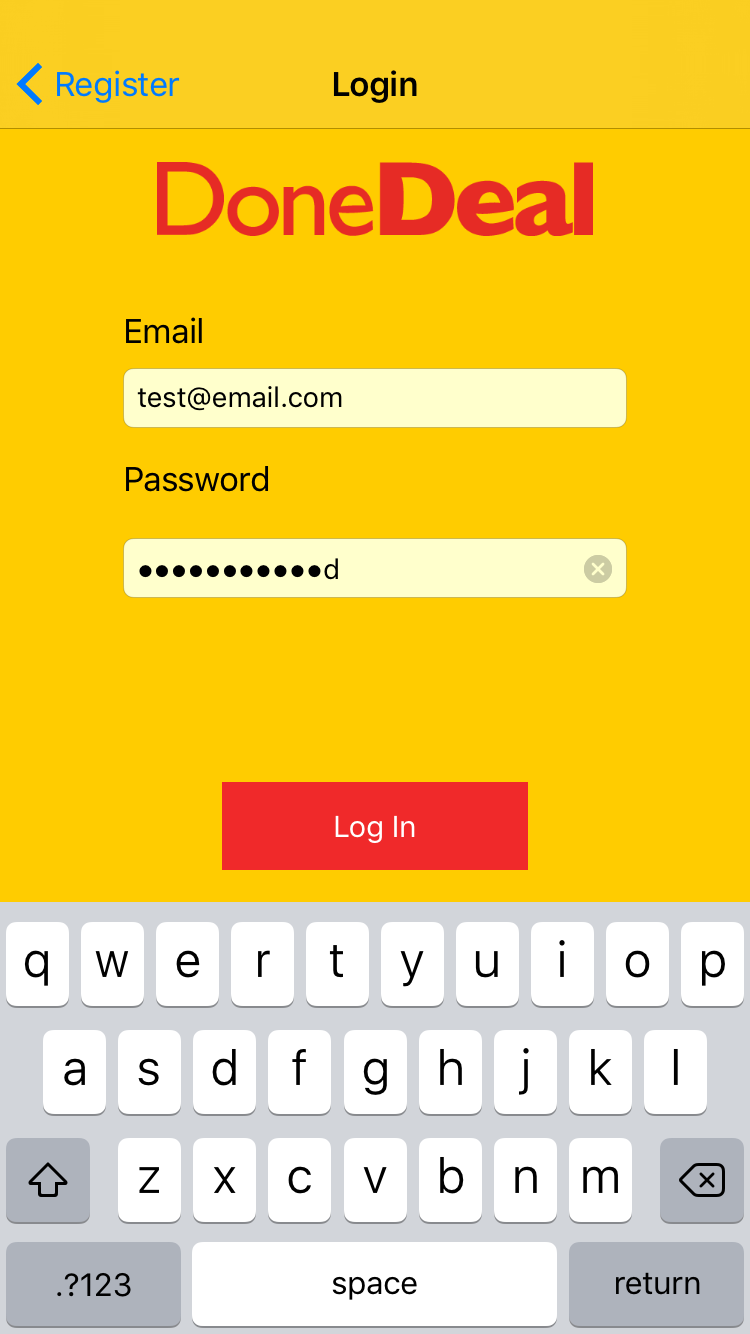 Register
Login
DoneDeal
Email
test@email.com
Password
●●●●●●●●●●●d
Log In
q w e r t y u i o p
a s d f g h j k l
z x c v b n m
.?123 space return